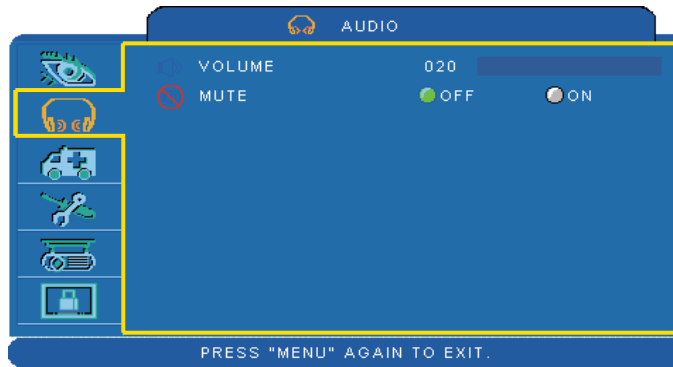 AUDIO
VOLUME 020
MUTE OFF ON
PRESS "MENU" AGAIN TO EXIT.